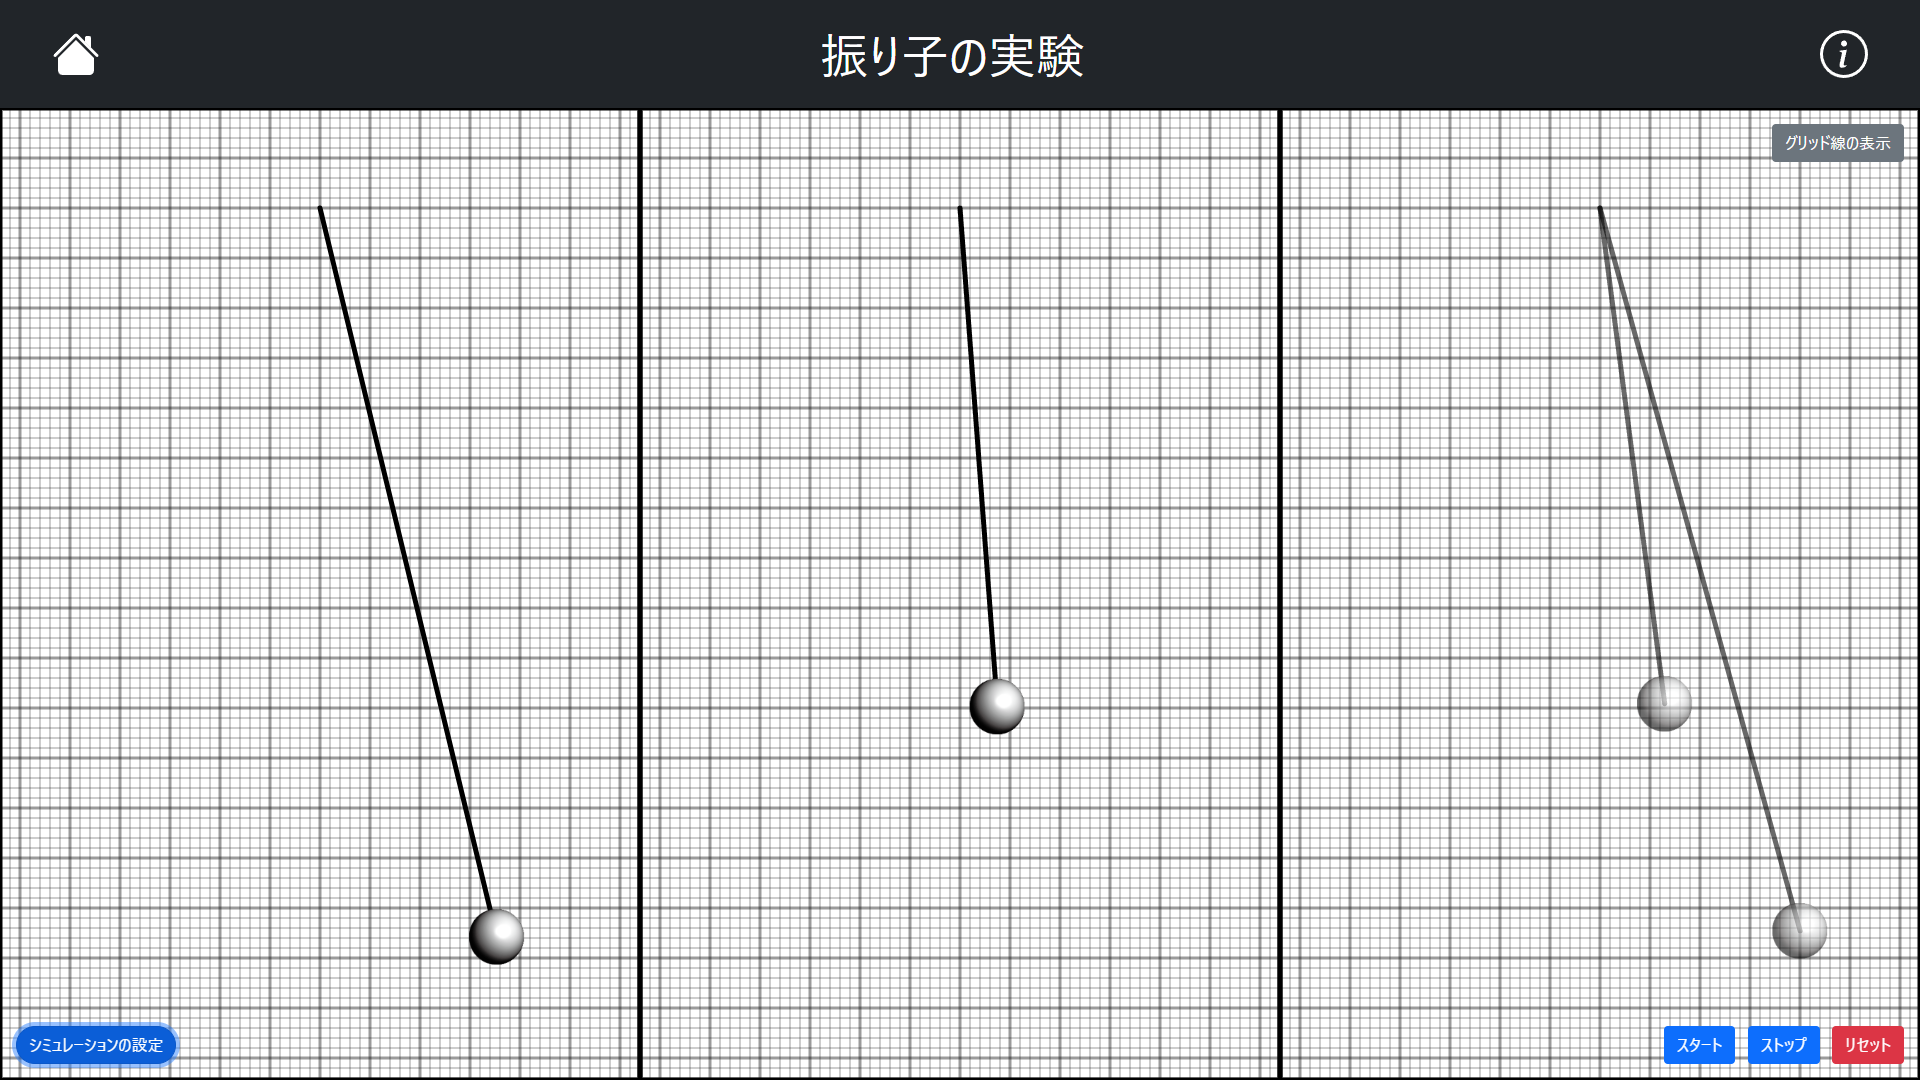 振り子の実験
グリッド線の表示
シミュレーションの設定
スタート
ストップ
リセット